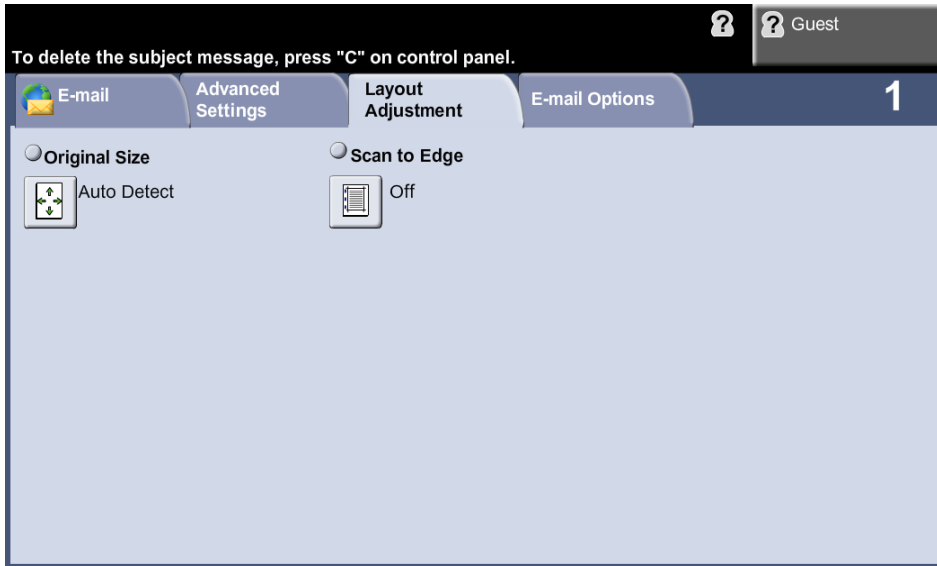 Guest
To delete the subject message, press "C" on control panel.
E-mail
Advanced
Settings
Layout
Adjustment
E-mail Options
1
Original Size
Scan to Edge
Auto Detect
Off